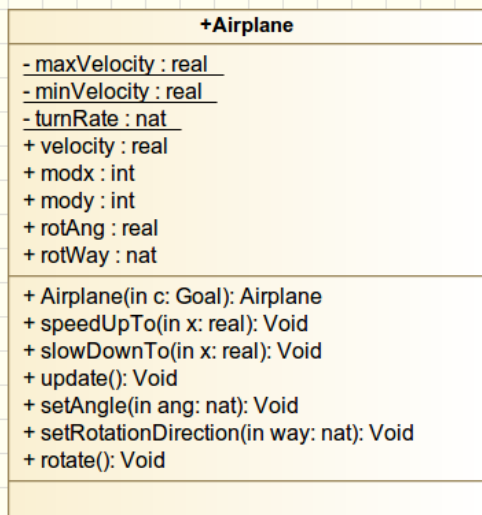 +Airplane
- maxVelocity : real
- minVelocity : real
- turnRate : nat
+ velocity : real
+ modx : int
+ mody : int
+ rotAng : real
+ rotWay : nat
+ Airplane(in c: Goal): Airplane
+ speedUpTo(in x: real): Void
+ slowDownTo(in x: real): Void
+ update(): Void
+ setAngle(in ang: nat): Void
+ setRotationDirection(in way: nat): Void
+ rotate(): Void